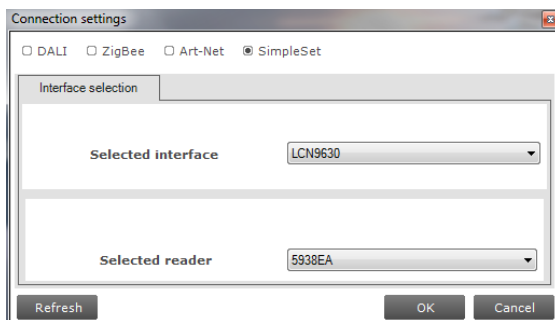 Connection settings
DALI ZigBee Art-Net SimpleSet
Interface selection
Selected interface LCN9630
Selected reader 5938EA
Refresh OK Cancel